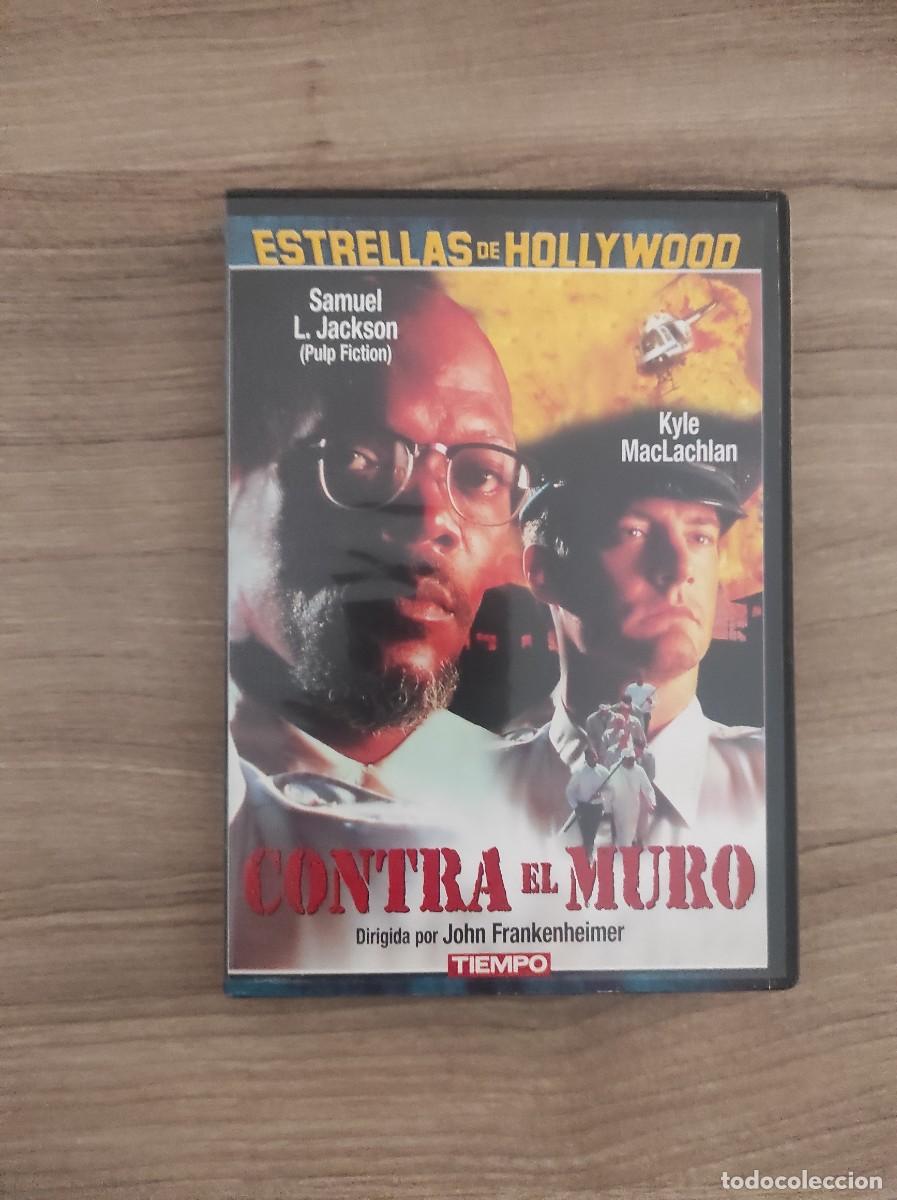 ESTRELLAS DE HOLLYWOOD
Samuel
L. Jackson
(Pulp Fiction)
Kyle
MacLachlan
CONTRA EL MURO
Dirigida por John Frankenheimer
TIEMPO
todocoleccion